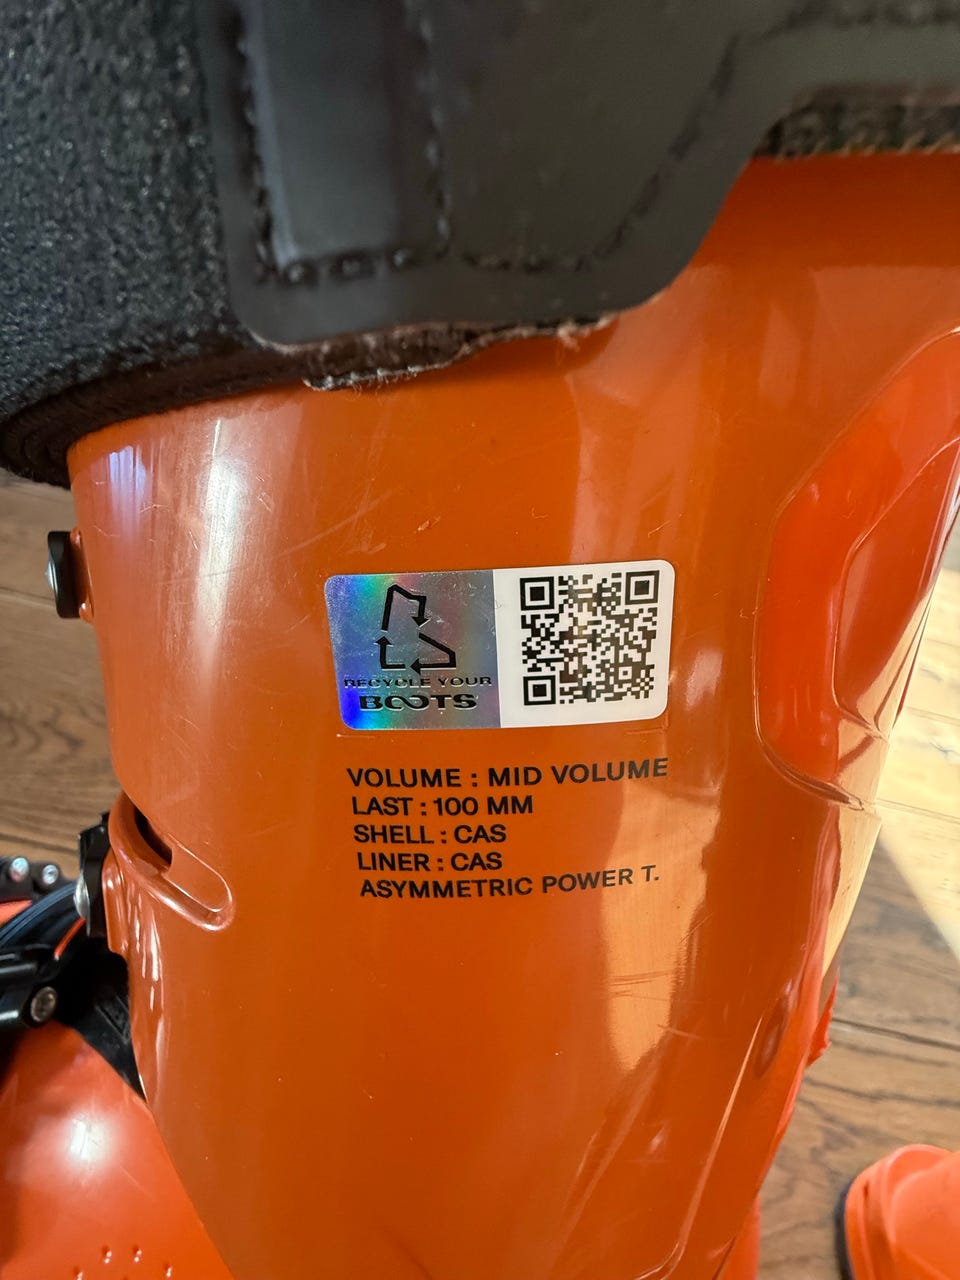 RECYCLE YOUR
BOOTS
VOLUME : MID VOLUME
LAST : 100 MM
SHELL : CAS
LINER : CAS
ASYMMETRIC POWER T.